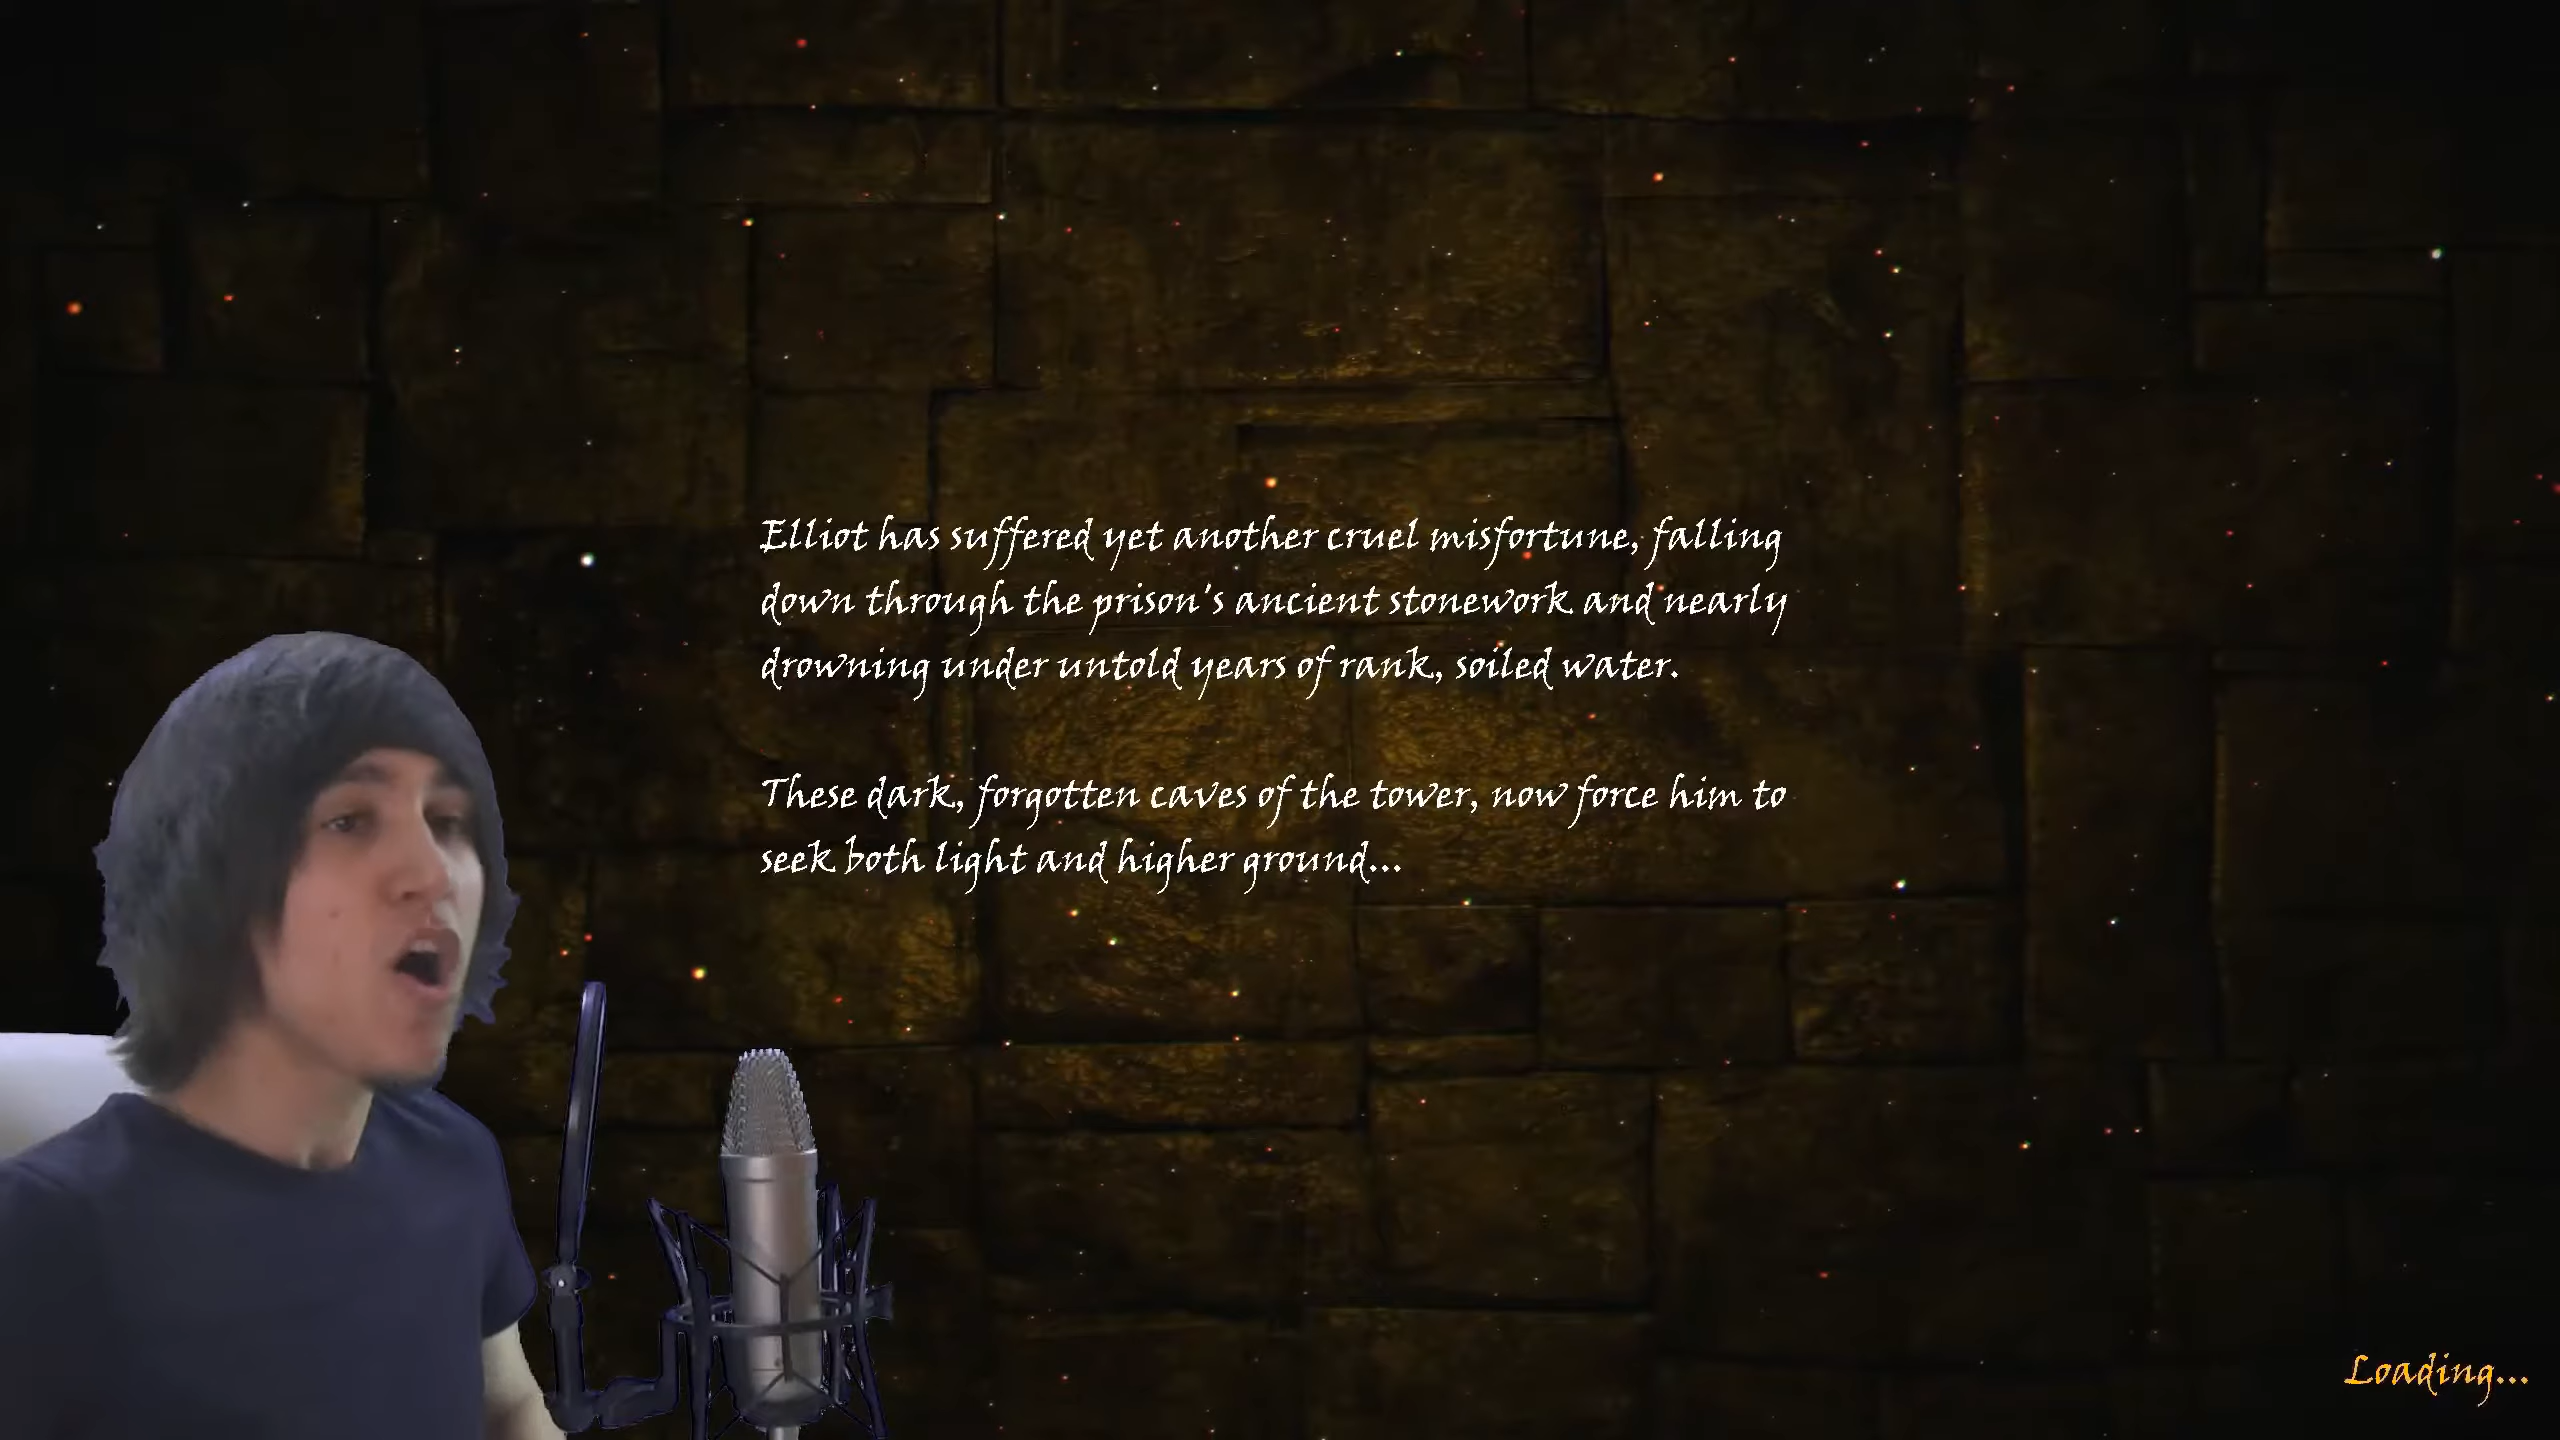 Elliot has suffered yet another cruel misfortune, falling
down through the prison's ancient stonework and nearly
drowning under untold years of rank, soiled water.
These dark, forgotten caves of the tower, now force him to
seek both light and higher ground...
Loading...